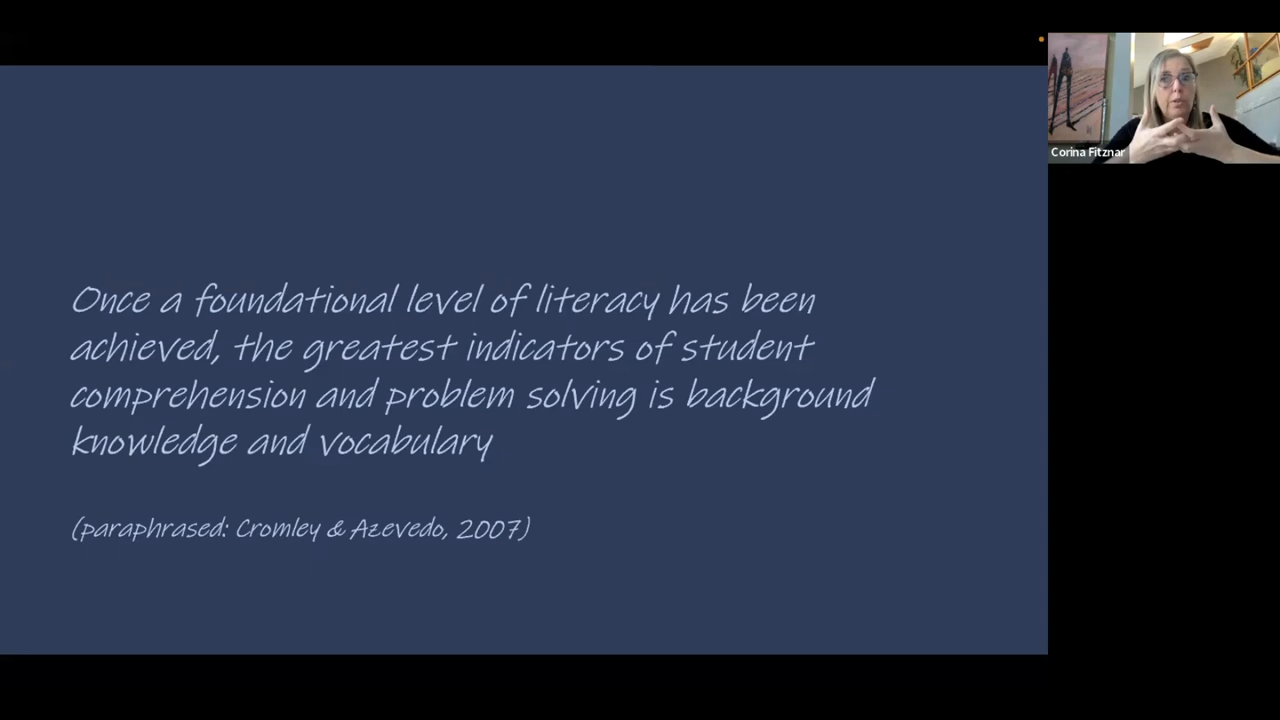 Once a foundational level of literacy has been
achieved, the greatest indicators of student
comprehension and problem solving is background
knowledge and vocabulary
(paraphrased: Cromley & Azevedo, 2007)
Corina Fitznar